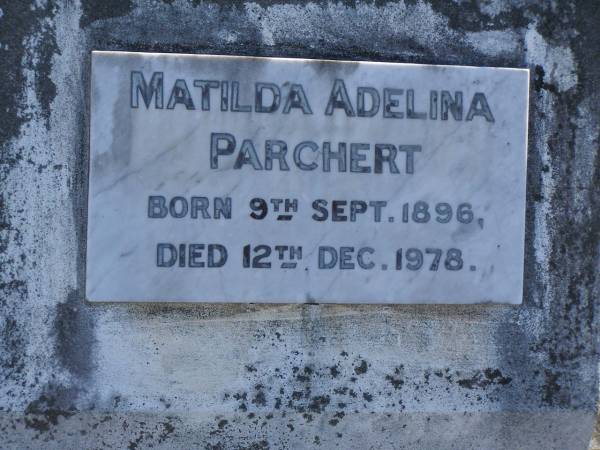 MATILDA ADELINA
PARCHERT
BORN 9TH SEPT. 1896,
DIED 12TH DEC. 1978.